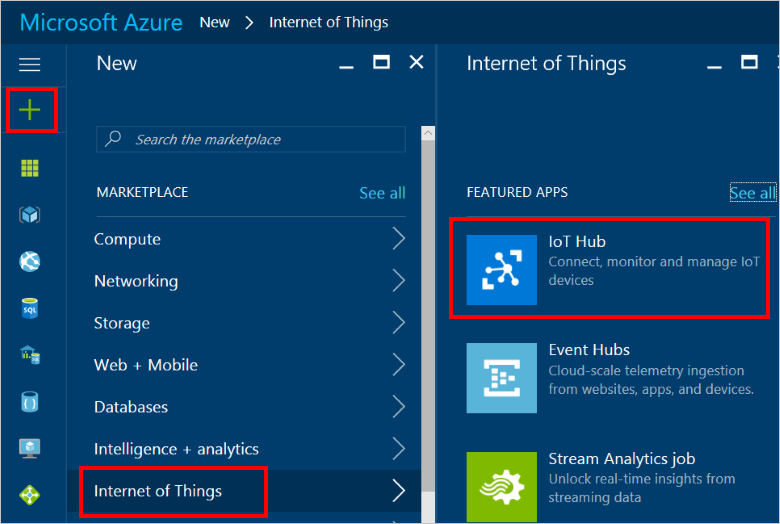 Microsoft Azure New > Internet of Things
New
Search the marketplace
MARKETPLACE See all
Compute
Networking
Storage
Web + Mobile
Databases
Intelligence + analytics
Internet of Things
Internet of Things
FEATURED APPS See all
IoT Hub
Connect, monitor and manage IoT
devices
Event Hubs
Cloud-scale telemetry ingestion
from websites, apps, and devices.
Stream Analytics job
Unlock real-time insights from
streaming data
SQL